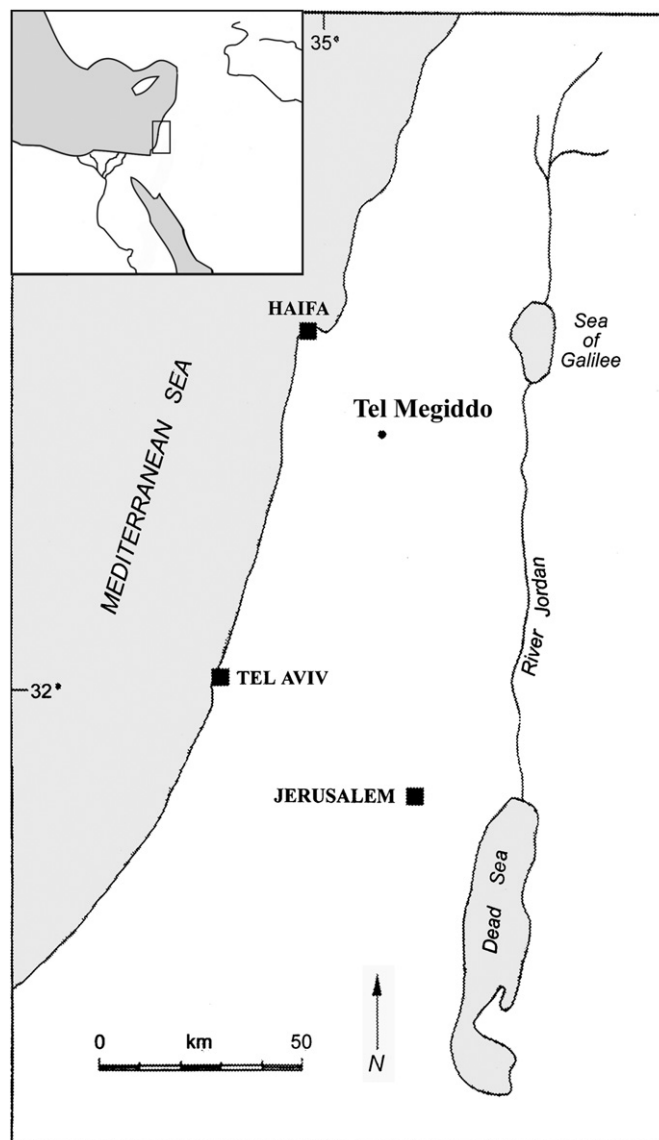 35°
HAIFA
Sea
of
Galilee
Tel Megiddo
MEDITERRANEAN SEA
River Jordan
32°
TEL AVIV
JERUSALEM
Dead Sea
0 km 50
N